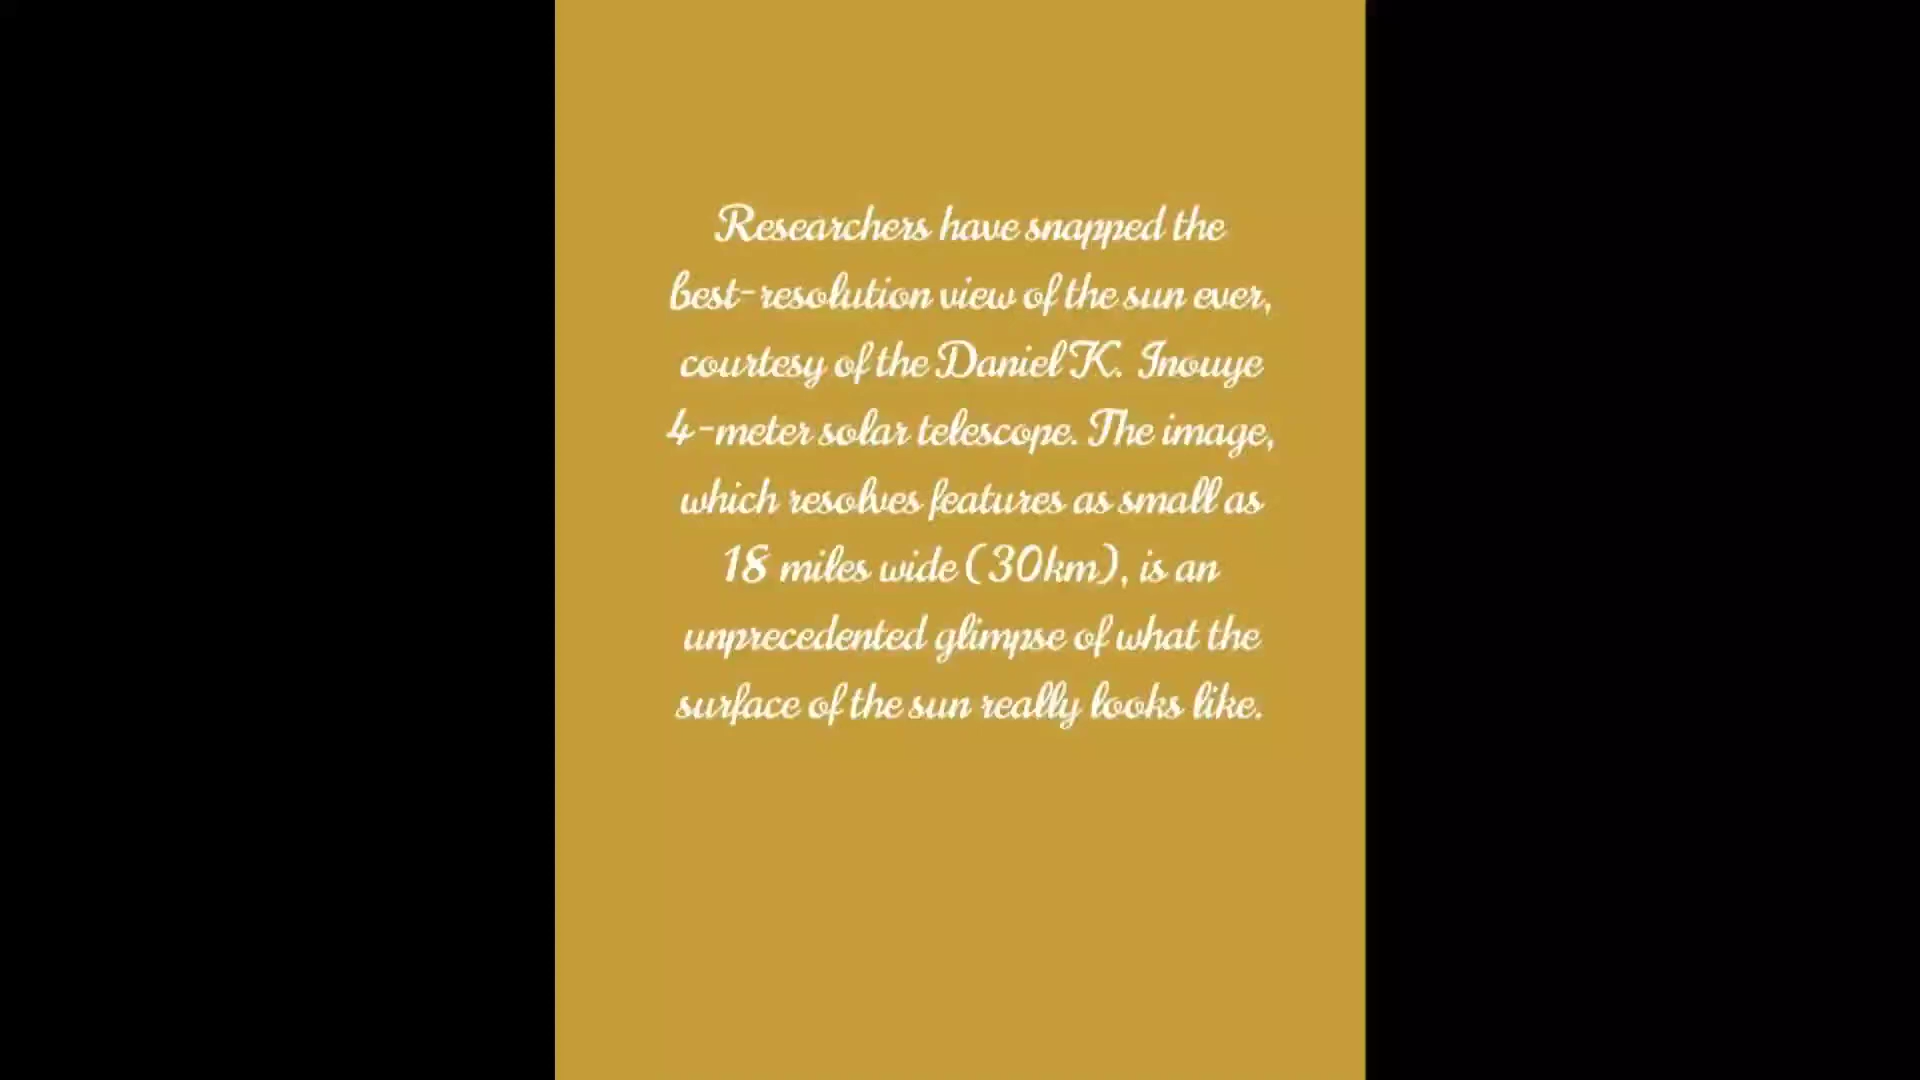 Researchers have snapped the
best-resolution view of the sun ever,
courtesy of the Daniel K. Inouye
4-meter solar telescope. The image,
which resolves features as small as
18 miles wide (30km), is an
unprecedented glimpse of what the
surface of the sun really looks like.